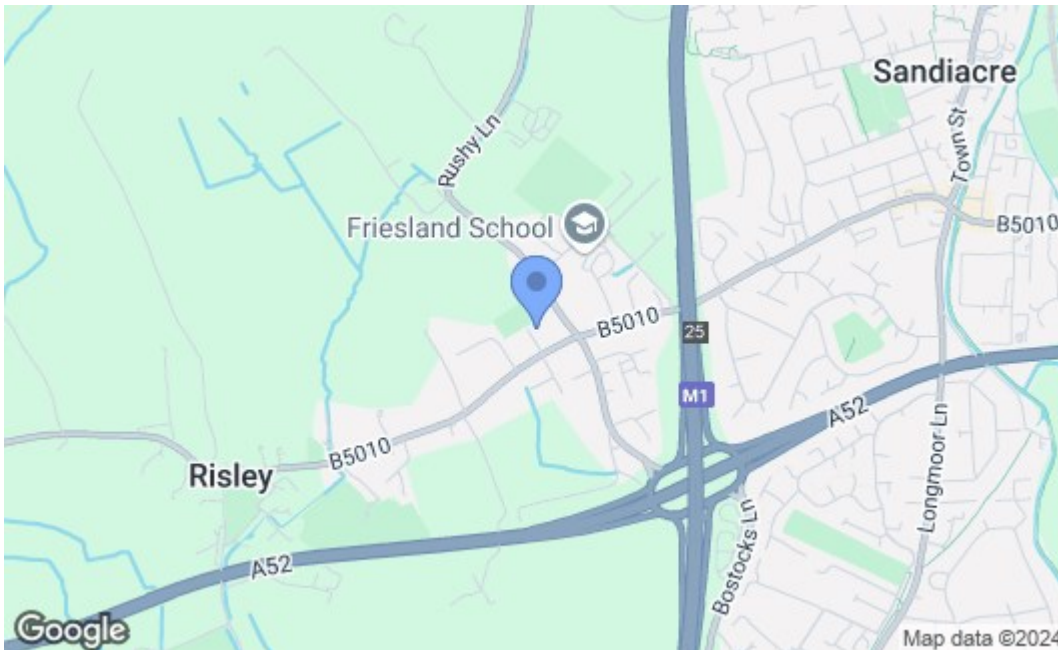 Sandiacre
Rushy Ln
Town St
Friesland School
B5010
B5010
25
M1
A52
B5010
Risley
Longmoor Ln
A52
Bostocks Ln
Google
Map data ©2024